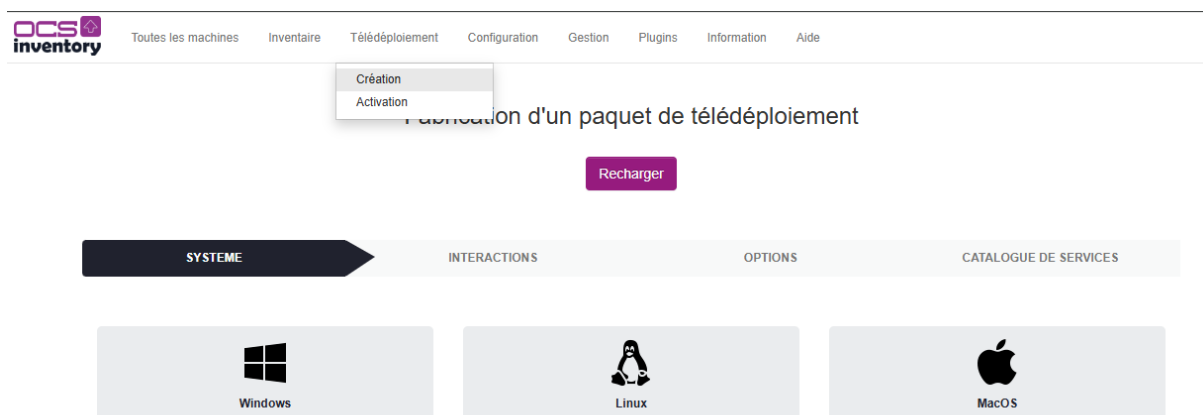 OCS
inventory
Toutes les machines Inventaire Télédéploiement Configuration Gestion Plugins Information Aide
Création
Activation
Fabrication d'un paquet de télédéploiement
Recharger
SYSTEME INTERACTIONS OPTIONS CATALOGUE DE SERVICES
Windows Linux MacOS